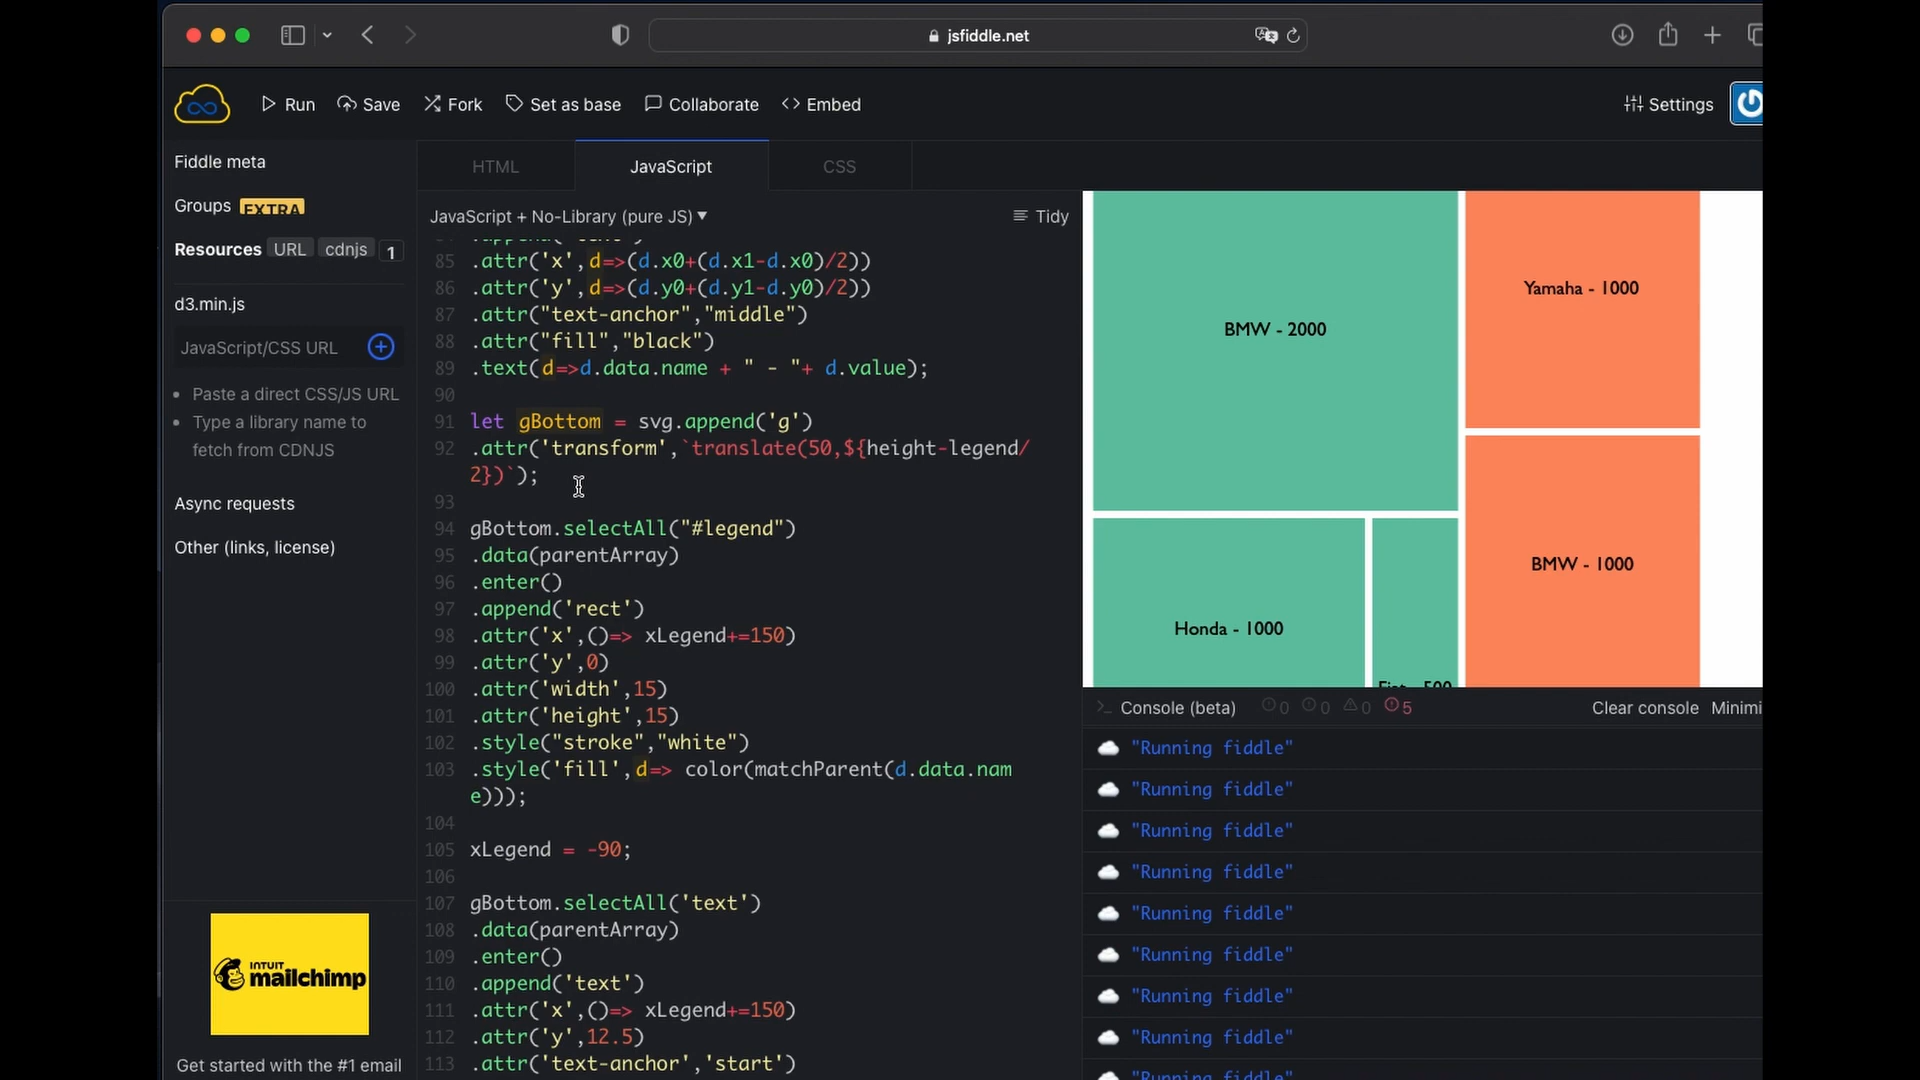 jsfiddle.net
Run
Save
Fork
Set as base
Collaborate
Embed
Settings
Fiddle meta
Groups EXTRA
Resources URL cdnjs 1
d3.min.js
JavaScript/CSS URL
Paste a direct CSS/JS URL
Type a library name to
fetch from CDNJS
Async requests
Other (links, license)
INTUIT
mailchimp
Get started with the #1 email
HTML
JavaScript
CSS
JavaScript + No-Library (pure JS)
Tidy
85 .attr('x',d=>(d.x0+(d.x1-d.x0)/2))
86 .attr('y',d=>(d.y0+(d.y1-d.y0)/2))
87 .attr("text-anchor","middle")
88 .attr("fill","black")
89 .text(d=>d.data.name + " - "+ d.value);
90
91 let gBottom = svg.append('g')
92 .attr('transform',`translate(50,${height-legend/
2})`);
93
94 gBottom.selectAll("#legend")
95 .data(parentArray)
96 .enter()
97 .append('rect')
98 .attr('x',()=> xLegend+=150)
99 .attr('y',0)
100 .attr('width',15)
101 .attr('height',15)
102 .style("stroke","white")
103 .style('fill',d=> color(matchParent(d.data.nam
e)));
104
105 xLegend = -90;
106
107 gBottom.selectAll('text')
108 .data(parentArray)
109 .enter()
110 .append('text')
111 .attr('x',()=> xLegend+=150)
112 .attr('y',12.5)
113 .attr('text-anchor','start')
BMW - 2000
Yamaha - 1000
BMW - 1000
Honda - 1000
Console (beta) 0 0 0 5
Clear console
Minimi
"Running fiddle"
"Running fiddle"
"Running fiddle"
"Running fiddle"
"Running fiddle"
"Running fiddle"
"Running fiddle"
"Running fiddle"